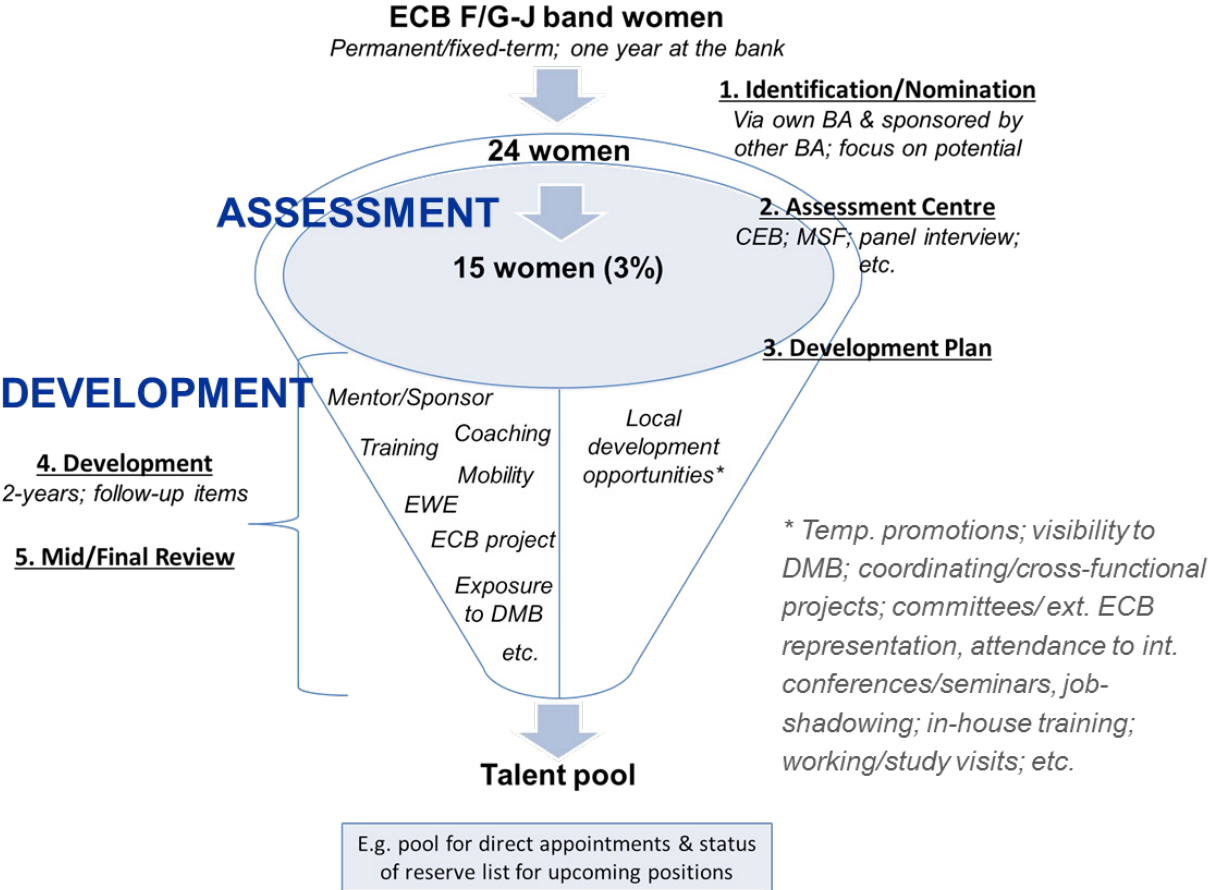 ECB F/G-J band women
Permanent/fixed-term; one year at the bank
1. Identification/Nomination
Via own BA & sponsored by
other BA; focus on potential
24 women
ASSESSMENT
2. Assessment Centre
CEB; MSF; panel interview;
etc.
15 women (3%)
3. Development Plan
DEVELOPMENT
Mentor/Sponsor
Training
Coaching
Mobility
EWE
ECB project
Exposure
to DMB
etc.
Local
development
opportunities*
4. Development
2-years; follow-up items
5. Mid/Final Review
* Temp. promotions; visibility to
DMB; coordinating/cross-functional
projects; committees/ ext. ECB
representation, attendance to int.
conferences/seminars, job-
shadowing; in-house training;
working/study visits; etc.
Talent pool
E.g. pool for direct appointments & status
of reserve list for upcoming positions